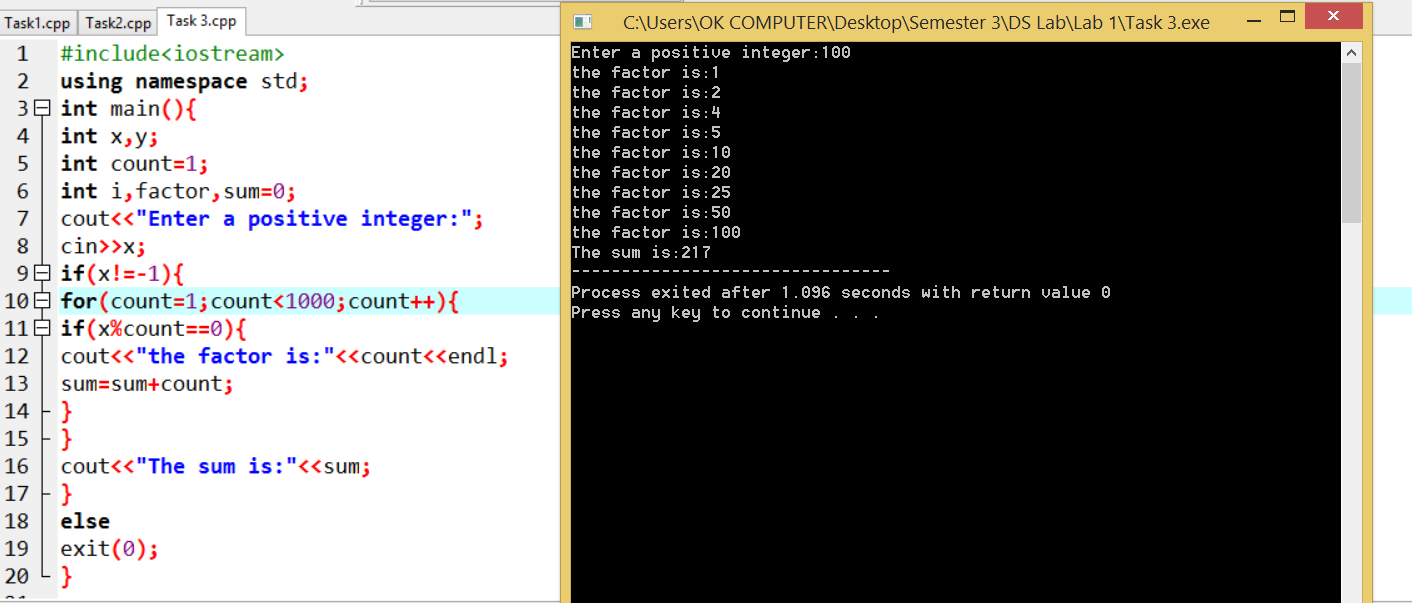 Task1.cpp Task2.cpp Task 3.cpp
1 #include<iostream>
2 using namespace std;
3 int main(){
4 int x,y;
5 int count=1;
6 int i,factor,sum=0;
7 cout<<"Enter a positive integer:";
8 cin>>x;
9 if(x!=-1){
10 for(count=1;count<1000;count++){
11 if(x%count==0){
12 cout<<"the factor is:"<<count<<endl;
13 sum=sum+count;
14 }
15 }
16 cout<<"The sum is:"<<sum;
17 }
18 else
19 exit(0);
20 }
C:\Users\OK COMPUTER\Desktop\Semester 3\DS Lab\Lab 1\Task 3.exe
Enter a positive integer:100
the factor is:1
the factor is:2
the factor is:4
the factor is:5
the factor is:10
the factor is:20
the factor is:25
the factor is:50
the factor is:100
The sum is:217
--------------------------------
Process exited after 1.096 seconds with return value 0
Press any key to continue . . .